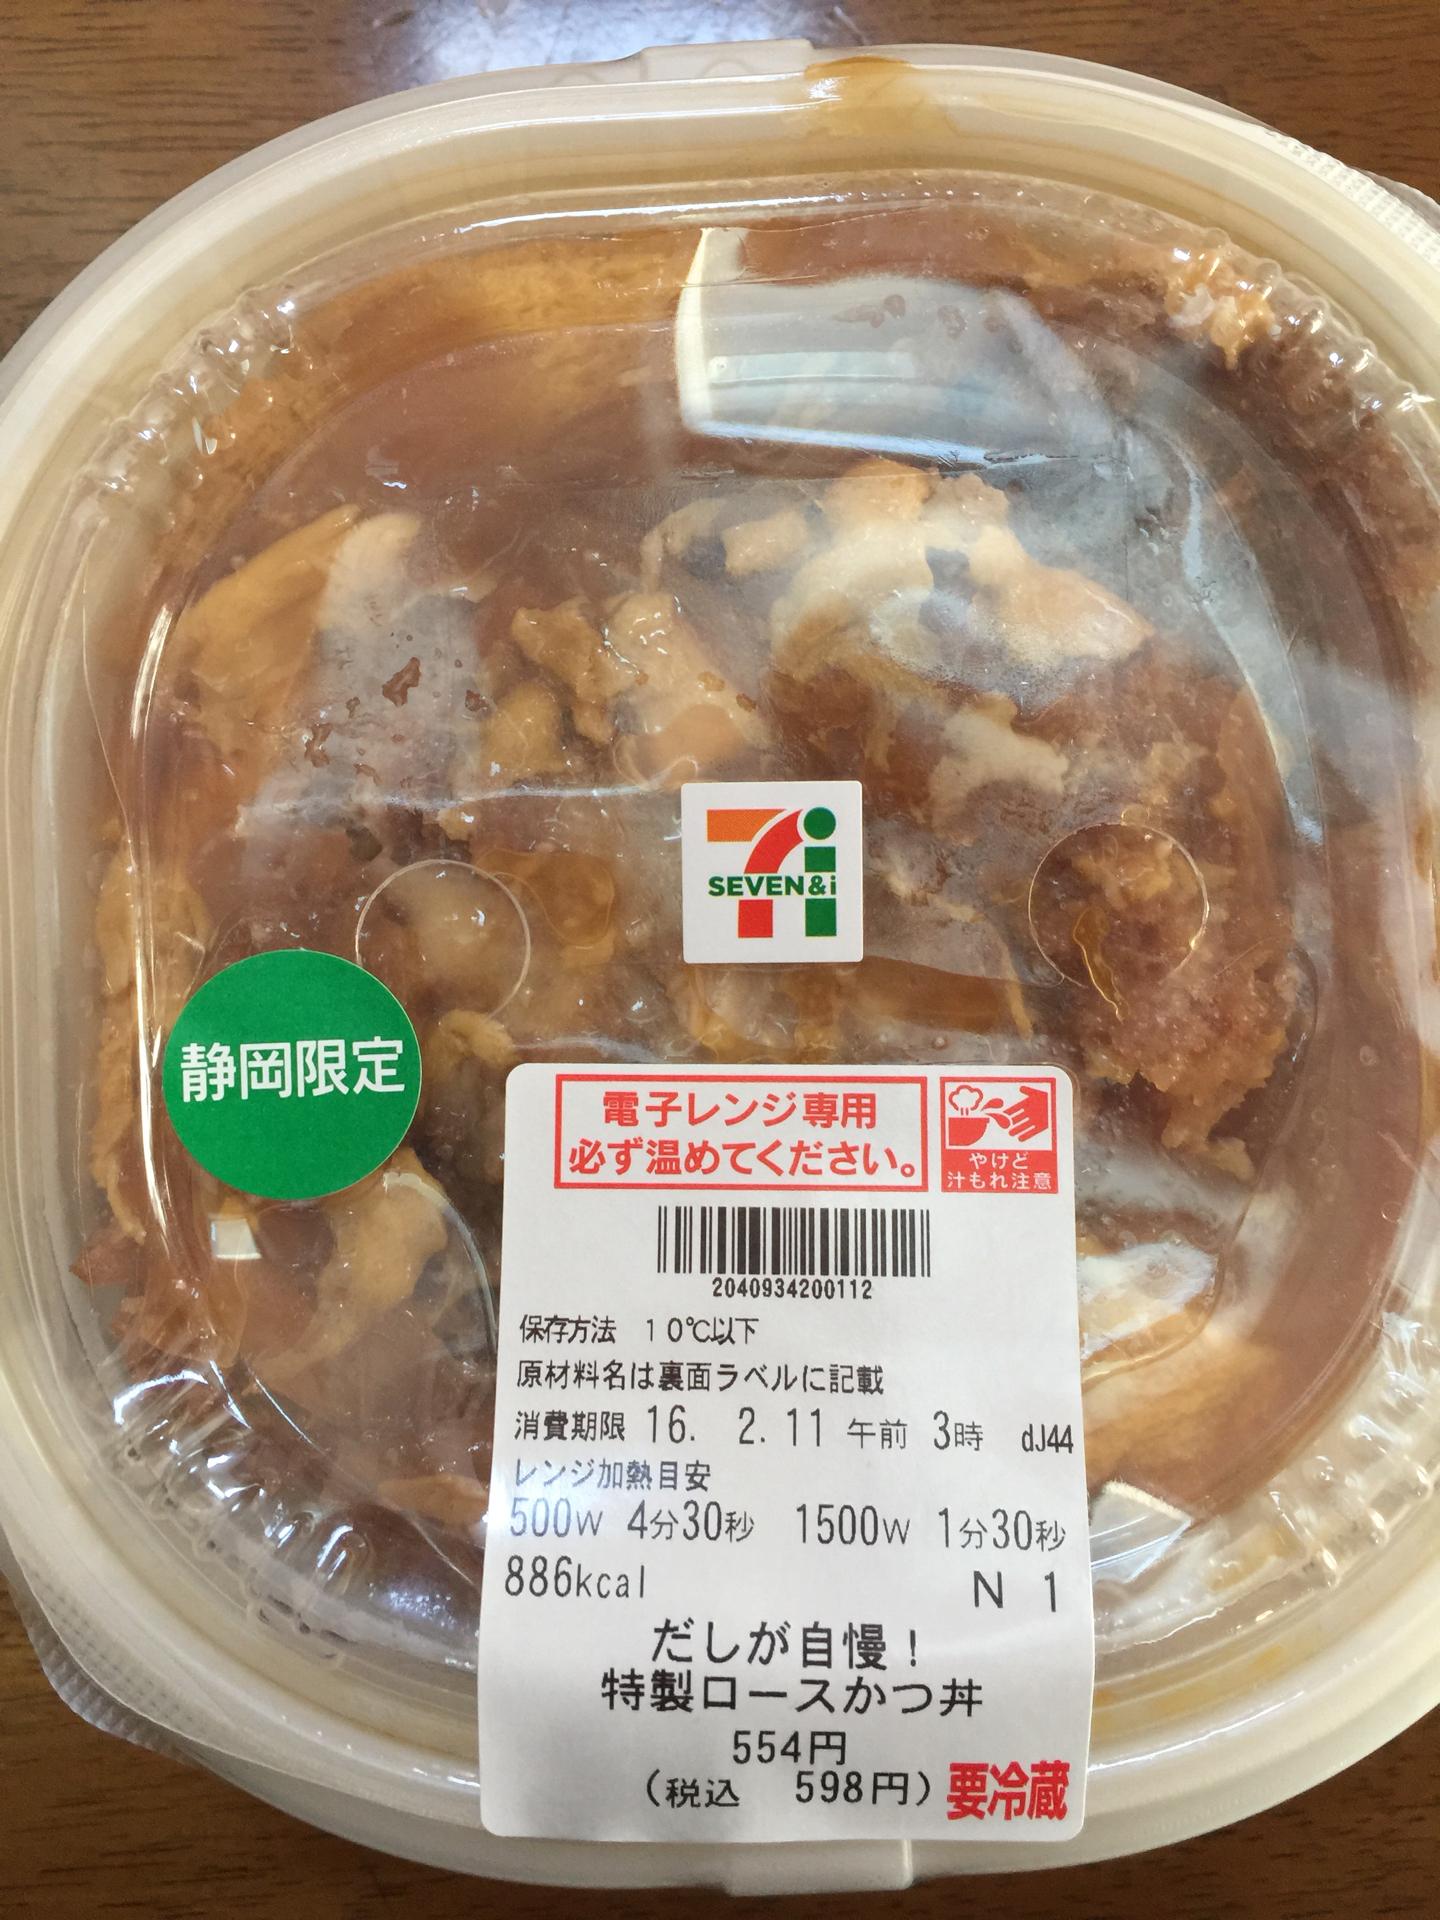 7i
SEVEN&i
静岡限定
電子レンジ専用
必ず温めてください。
やけど
汁もれ注意
2040934200112
保存方法 10℃以下
原材料名は裏面ラベルに記載
消費期限 16. 2.11 午前 3時 dJ44
レンジ加熱目安
500W 4分30秒 1500W 1分30秒
886kcal N 1
だしが自慢！
特製ロースかつ丼
554円
(税込 598円) 要冷蔵